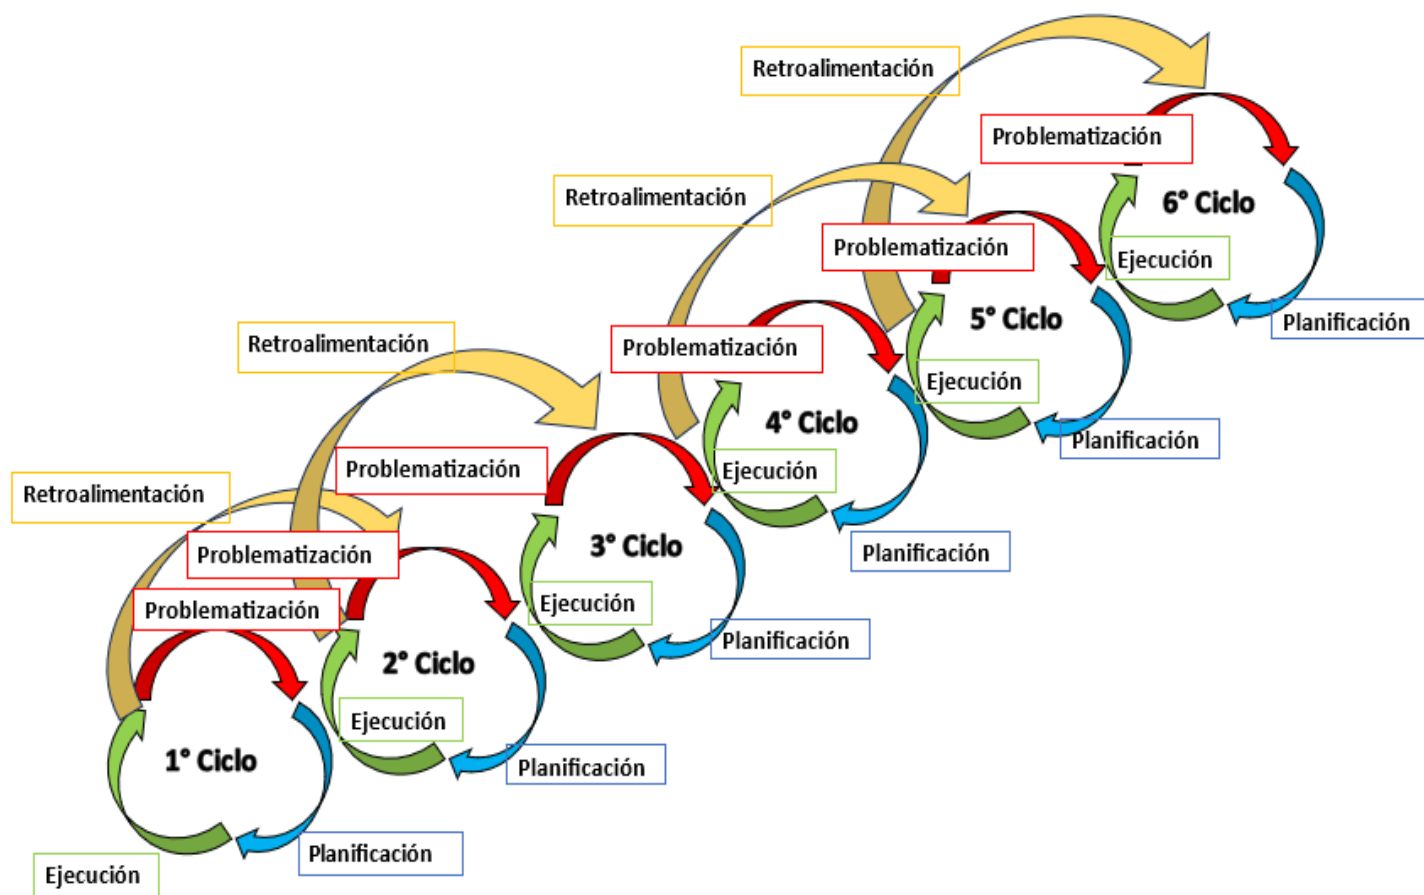 Retroalimentación
Problematización
6° Ciclo
Ejecución
Planificación
Retroalimentación
Problematización
5° Ciclo
Ejecución
Planificación
Problematización
4° Ciclo
Ejecución
Planificación
Retroalimentación
Problematización
3° Ciclo
Ejecución
Planificación
Retroalimentación
Problematización
2° Ciclo
Ejecución
Planificación
Problematización
1° Ciclo
Ejecución
Planificación